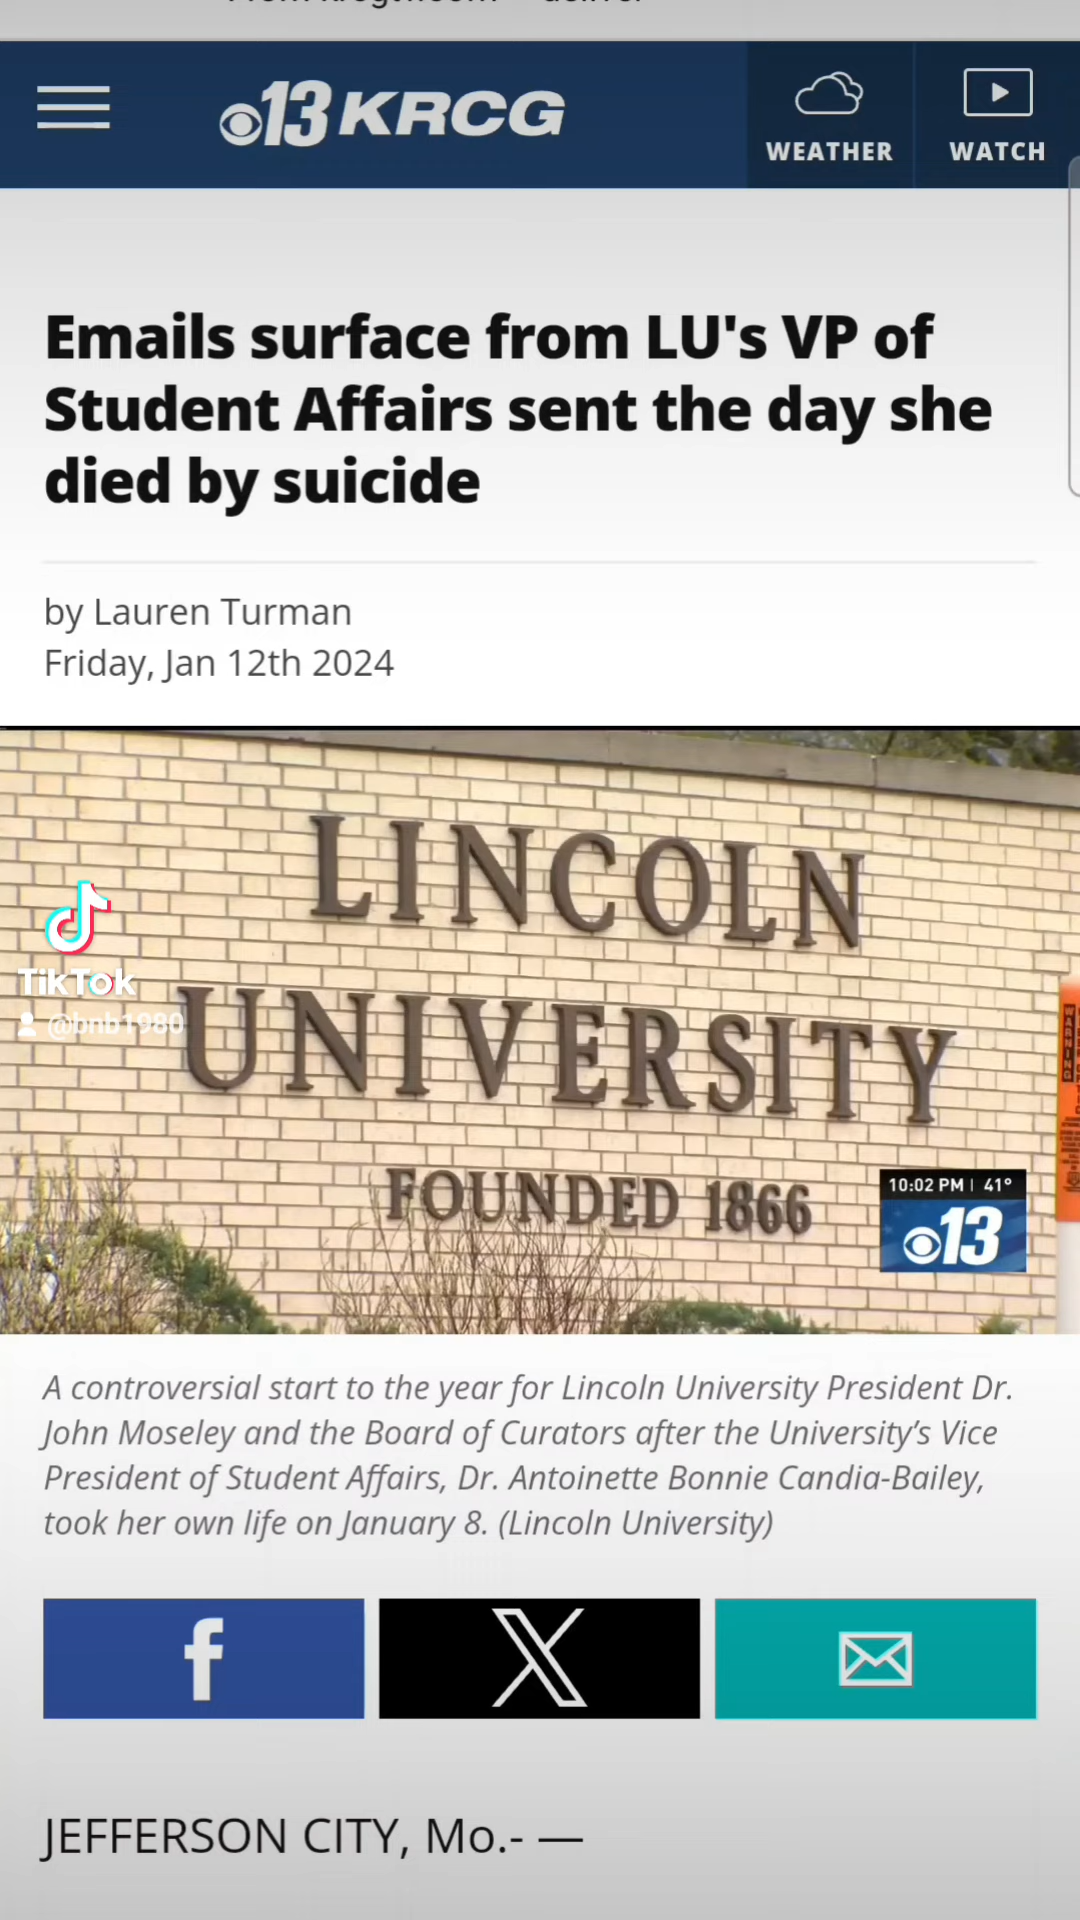 13 KRCG
WEATHER
WATCH
Emails surface from LU's VP of
Student Affairs sent the day she
died by suicide
by Lauren Turman
Friday, Jan 12th 2024
LINCOLN
UNIVERSITY
FOUNDED 1866
TikTok
@bnb1980
WARNING
10:02 PM | 41°
13
A controversial start to the year for Lincoln University President Dr.
John Moseley and the Board of Curators after the University’s Vice
President of Student Affairs, Dr. Antoinette Bonnie Candia-Bailey,
took her own life on January 8. (Lincoln University)
f
X
JEFFERSON CITY, Mo.- —